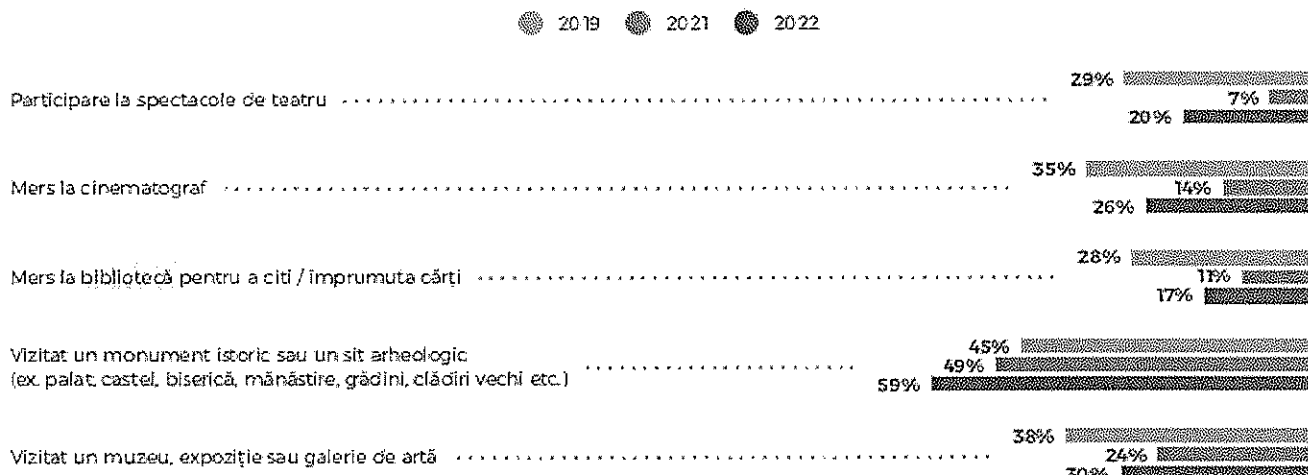 2019 2021 2022
29%
Participare la spectacole de teatru
7%
20%
35%
Mers la cinematograf
14%
26%
28%
Mers la bibliotecă pentru a citi / împrumuta cărți
11%
17%
45%
Vizitat un monument istoric sau un sit arheologic
49%
(ex. palat, castel, biserică, mănăstire, grădini, clădiri vechi etc.)
59%
38%
Vizitat un muzeu, expoziție sau galerie de artă
24%
30%